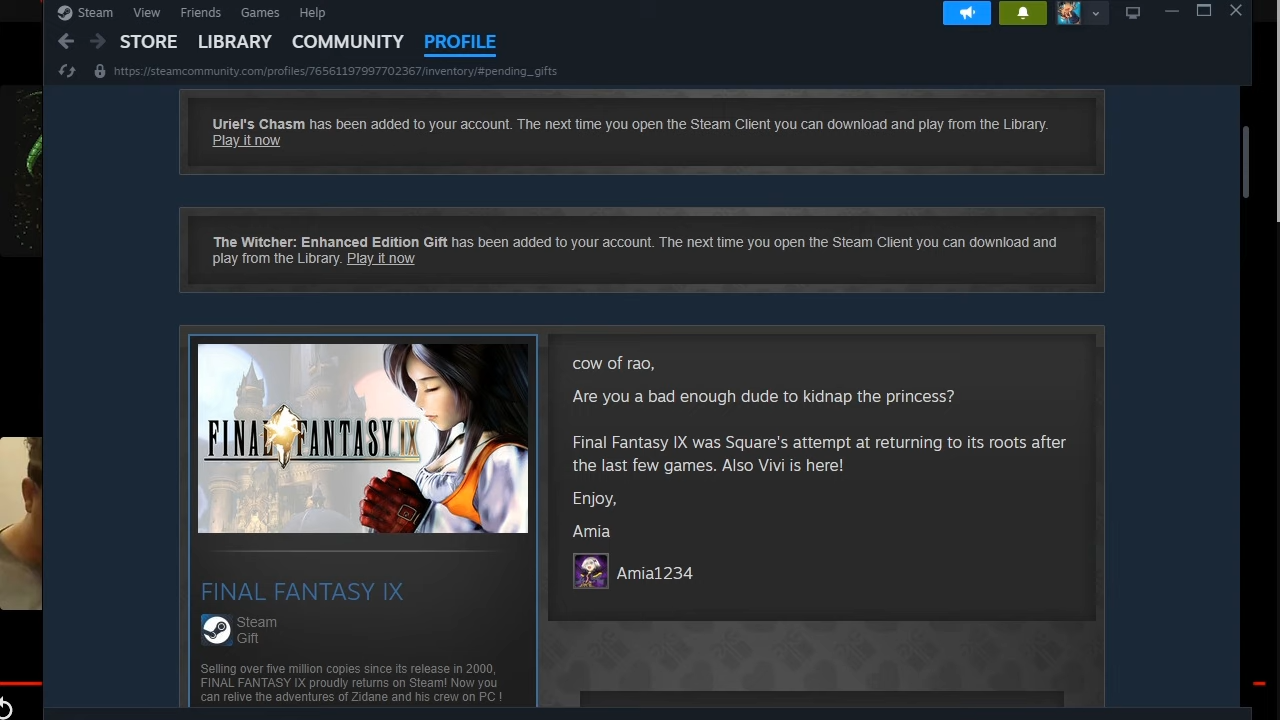 Steam View Friends Games Help
STORE LIBRARY COMMUNITY PROFILE
https://steamcommunity.com/profiles/76561197997702367/inventory/#pending_gifts
Uriel's Chasm has been added to your account. The next time you open the Steam Client you can download and play from the Library.
Play it now
The Witcher: Enhanced Edition Gift has been added to your account. The next time you open the Steam Client you can download and
play from the Library. Play it now
FINAL FANTASY IX
cow of rao,
Are you a bad enough dude to kidnap the princess?
Final Fantasy IX was Square's attempt at returning to its roots after
the last few games. Also Vivi is here!
Enjoy,
Amia
Amia1234
FINAL FANTASY IX
Steam
Gift
Selling over five million copies since its release in 2000,
FINAL FANTASY IX proudly returns on Steam! Now you
can relive the adventures of Zidane and his crew on PC !